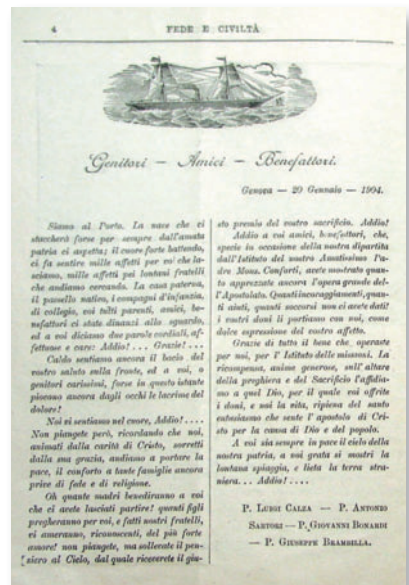 4
FEDE E CIVILTÀ
Genitori — Amici — Benefattori.
Genova — 20 Gennaio — 1904.
Siamo al Porto. La nave che ci
staccherà forse per sempre dall'amata
patria ci aspetta; il cuore forte battendo,
ci fa sentire mille affetti per voi che la-
sciamo, mille affetti pei lontani fratelli
che andiamo cercando. La casa paterna,
il paesello natico, i compagni d'infanzia,
di collegio, voi tutti parenti, amici, be-
nefattori ci state dinanzi allo sguardo,
ed a voi diciamo due parole cordiali, af-
fettuose e care: Addio! ... Grazie! ...
Caldo sentiamo ancora il bacio del
vostro saluto sulla fronte, ed a voi, o
genitori carissimi, forse in questo istante
piovono ancora dagli occhi le lacrime del
dolore!
Noi vi sentiamo nel cuore, Addio! ....
Non piangete però, ricordando che noi,
animati dalla carità di Cristo, sorretti
dalla sua grazia, andiamo a portare la
pace, il conforto a tante famiglie ancora
prive di fede e di religione.
Oh quante madri benediranno a voi
che ci avete lasciati partire! quanti figli
pregheranno per voi, e fatti nostri fratelli,
vi ameranno, riconoscenti, del più forte
amore! non piangete, ma sollevate il pen-
siero al Cielo, dal quale riceverete il giu-
sto premio del vostro sacrificio. Addio!
Addio a voi amici, benefattori, che,
specie in occasione della nostra dipartita
dall'Istituto del nostro Amatissimo Pa-
dre Mons. Conforti, avete mostrato quan-
to apprezzate ancora l'opera grande del-
l'Apostolato. Quanti incoraggiamenti, quan-
ti aiuti, quanti soccorsi non ci avete dati!
i vostri doni li portiamo con noi, come
dolce espressione del vostro affetto.
Grazie di tutto il bene che operaste
per noi, per l'Istituto delle missioni. La
ricompensa, anime generose, sull'altare
della preghiera e del Sacrificio l'affidia-
mo a quel Dio, per il quale voi offrite
i doni, e noi la vita, ripiena del santo
entusiasmo che sente l'apostolo di Cri-
sto per la causa di Dio e del popolo.
A voi sia sempre in pace il cielo della
nostra patria, a voi grata si mostri la
lontana spiaggia, e lieta la terra stra-
niera... Addio! ....
P. Luigi Calza — P. Antonio
Sartori — P. Giovanni Bonardi
— P. Giuseppe Brambilla.